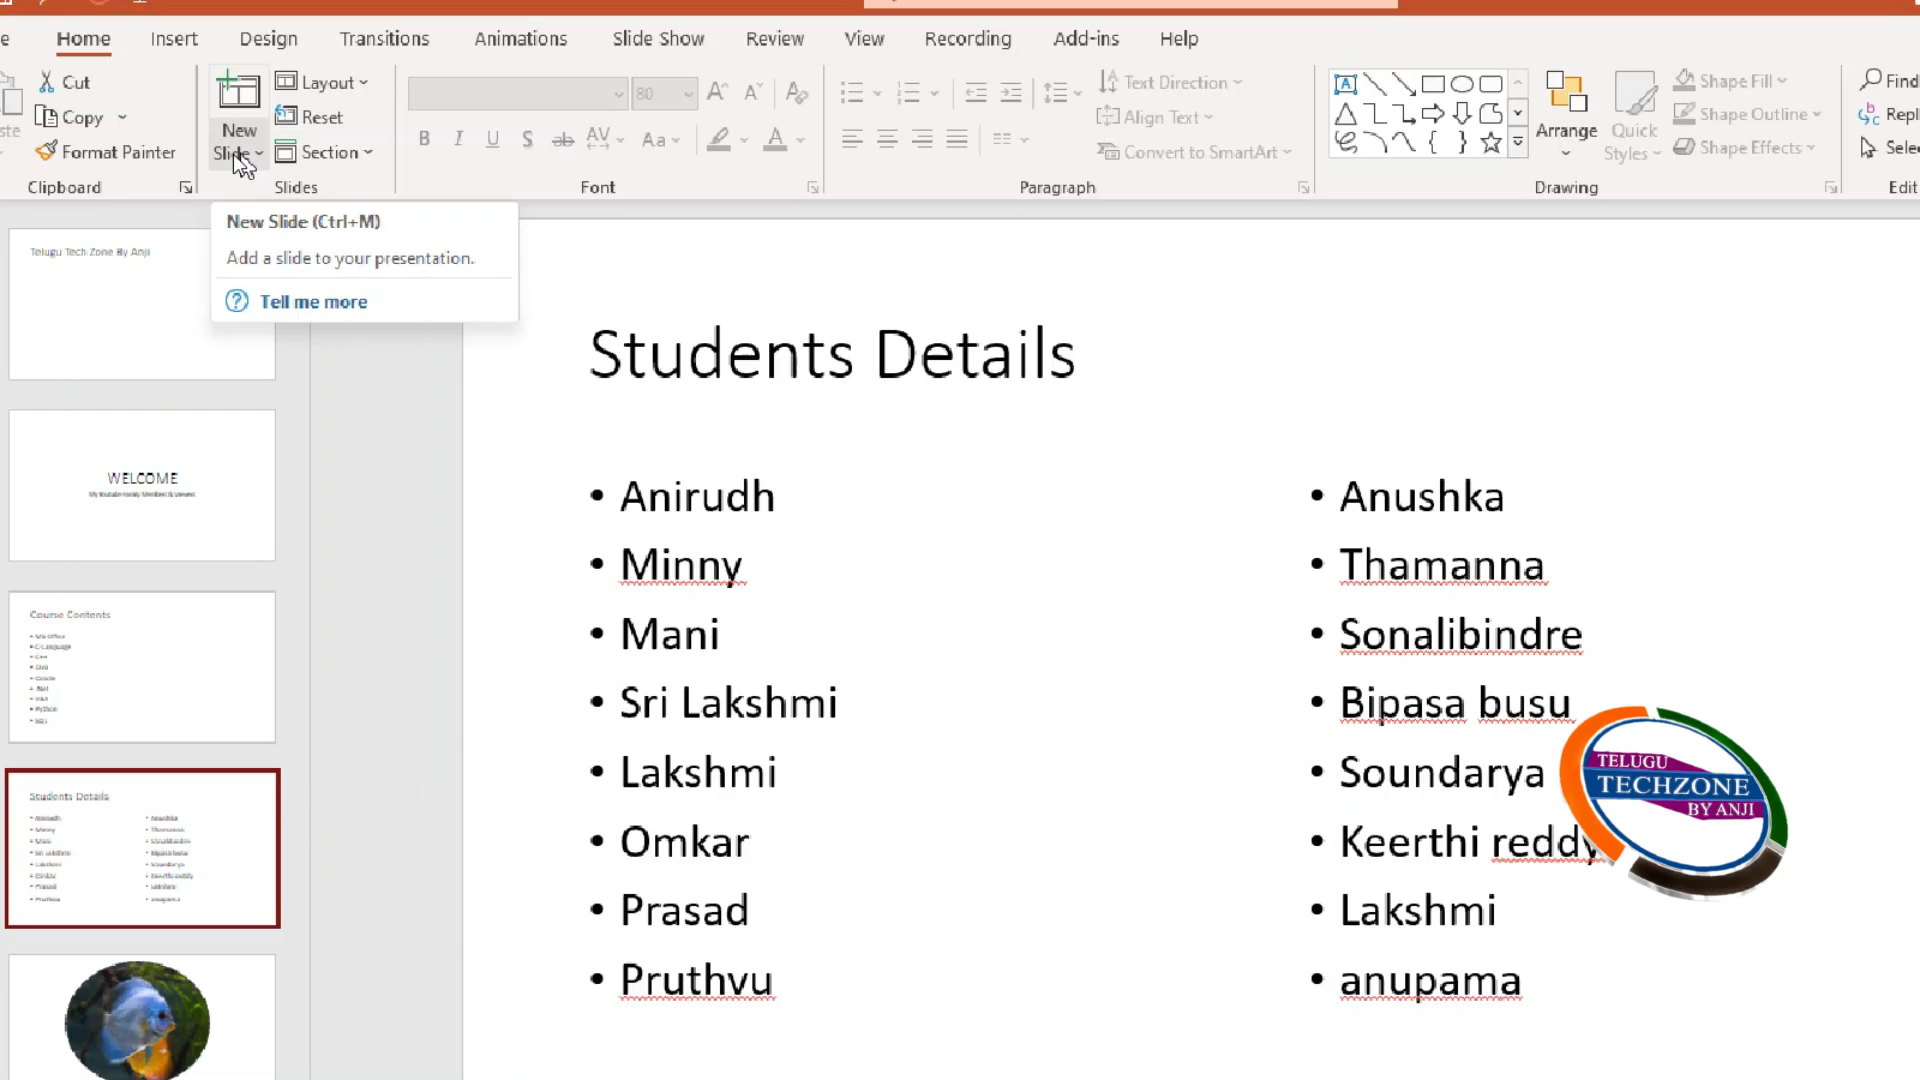 Home Insert Design Transitions Animations Slide Show Review View Recording Add-ins Help
Cut
Copy
Format Painter
Clipboard
New
Slide
Layout
Reset
Section
Slides
80
Font
Text Direction
Align Text
Convert to SmartArt
Paragraph
Arrange
Quick
Styles
Shape Fill
Shape Outline
Shape Effects
Drawing
Find
Repl
Selec
Edit
New Slide (Ctrl+M)
Add a slide to your presentation.
Tell me more
Telugu Tech Zone By Anji
WELCOME
Course Contents
Students Details
Students Details
• Anirudh
• Minny
• Mani
• Sri Lakshmi
• Lakshmi
• Omkar
• Prasad
• Pruthvu
• Anushka
• Thamanna
• Sonalibindre
• Bipasa busu
• Soundarya
• Keerthi reddy
• Lakshmi
• anupama
TELUGU
TECHZONE
BY ANJI